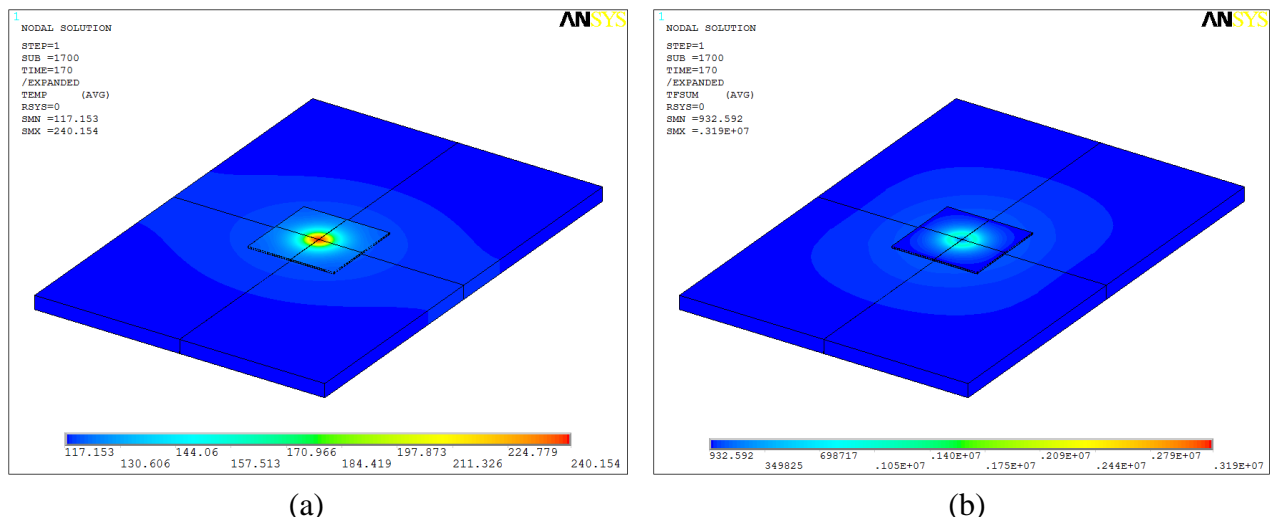 1
NODAL SOLUTION
STEP=1
SUB =1700
TIME=170
/EXPANDED
TEMP (AVG)
RSYS=0
SMN =117.153
SMX =240.154
ANSYS
117.153 144.06 170.966 197.873 224.779
130.606 157.513 184.419 211.326 240.154
(a)
1
NODAL SOLUTION
STEP=1
SUB =1700
TIME=170
/EXPANDED
TFSUM (AVG)
RSYS=0
SMN =932.592
SMX =.319E+07
ANSYS
932.592 698717 .140E+07 .209E+07 .279E+07
349825 .105E+07 .175E+07 .244E+07 .319E+07
(b)